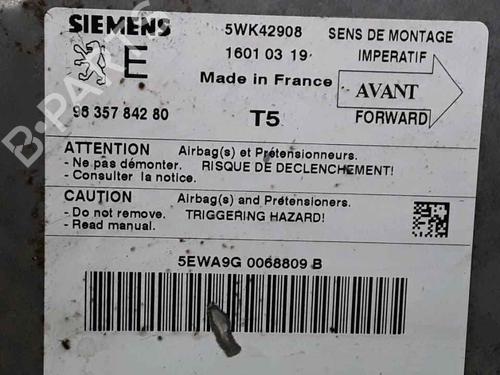 SIEMENS
5WK42908
SENS DE MONTAGE
E
1601 03 19
IMPERATIF
Made in France
AVANT
96 357 842 80
T5
FORWARD
ATTENTION
Airbag(s) et Prétensionneurs.
- Ne pas démonter.
RISQUE DE DECLENCHEMENT!
- Consulter la notice.
CAUTION
Airbag(s) and Prétensioners.
- Do not remove.
TRIGGERING HAZARD!
- Read manual.
5EWA9G 0068809 B
B-PARTS